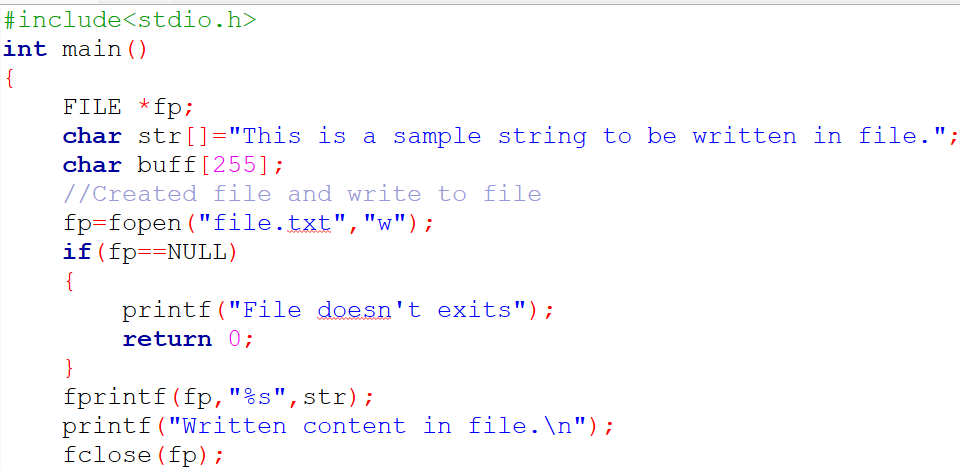 #include<stdio.h>
int main()
{
    FILE *fp;
    char str[]="This is a sample string to be written in file.";
    char buff[255];
    //Created file and write to file
    fp=fopen("file.txt","w");
    if(fp==NULL)
    {
        printf("File doesn't exits");
        return 0;
    }
    fprintf(fp,"%s",str);
    printf("Written content in file.\n");
    fclose(fp);